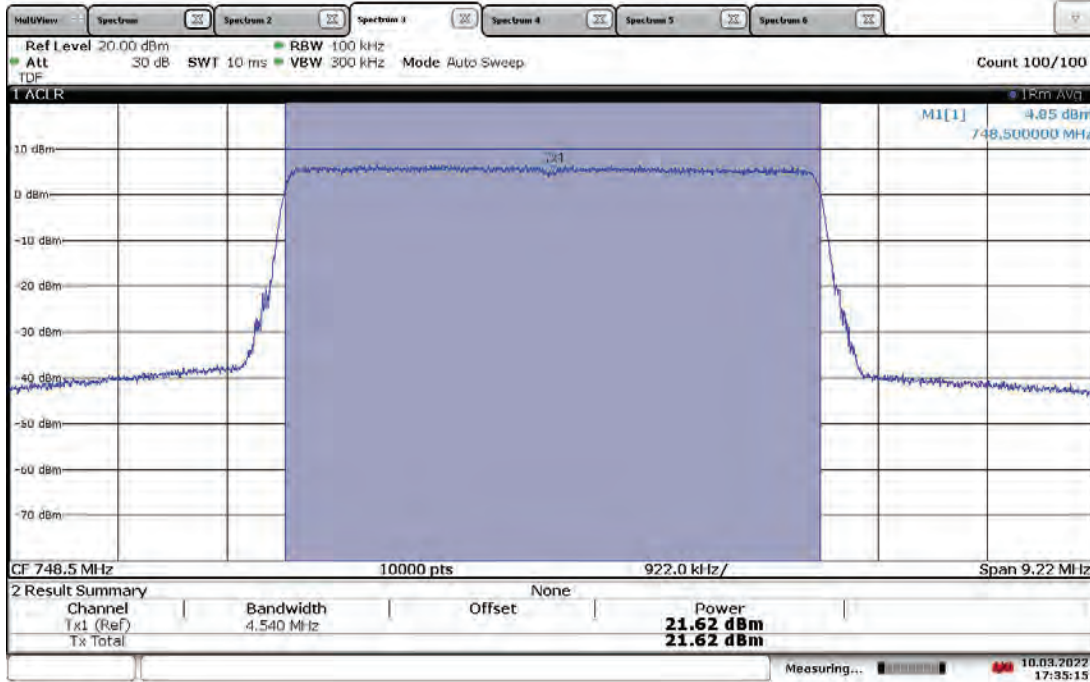 MultiView Spectrum Spectrum 2 Spectrum 3 Spectrum 4 Spectrum 5 Spectrum 6
Ref Level 20.00 dBm RBW 100 kHz
Att 30 dB SWT 10 ms VBW 300 kHz Mode Auto Sweep Count 100/100
TDF
1 ACLR 1Rm Avg
M1[1] 4.85 dBm
748.500000 MHz
10 dBm
Tx1
0 dBm
-10 dBm
-20 dBm
-30 dBm
-40 dBm
-50 dBm
-60 dBm
-70 dBm
CF 748.5 MHz 10000 pts 922.0 kHz/ Span 9.22 MHz
2 Result Summary None
Channel Bandwidth Offset Power
Tx1 (Ref) 4.540 MHz 21.62 dBm
Tx Total 21.62 dBm
Measuring... 10.03.2022
17:35:15